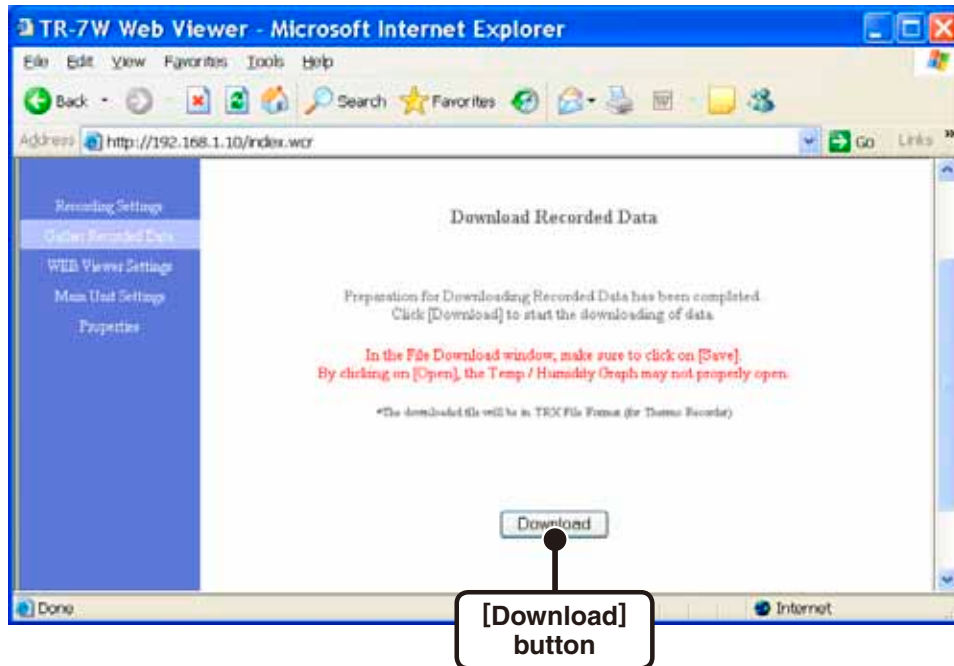 TR-7W Web Viewer - Microsoft Internet Explorer
File Edit View Favorites Tools Help
Back Search Favorites
Address http://192.168.1.10/index.wcr Go Links »
Recording Settings
Gather Recorded Data
WEB Viewer Settings
Main Unit Settings
Properties
Download Recorded Data
Preparation for Downloading Recorded Data has been completed.
Click [Download] to start the downloading of data.
In the File Download window, make sure to click on [Save].
By clicking on [Open], the Temp / Humidity Graph may not properly open.
*The downloaded file will be in TRX File Format (for Thermo Recorder)
Download
Done Internet
[Download]
button